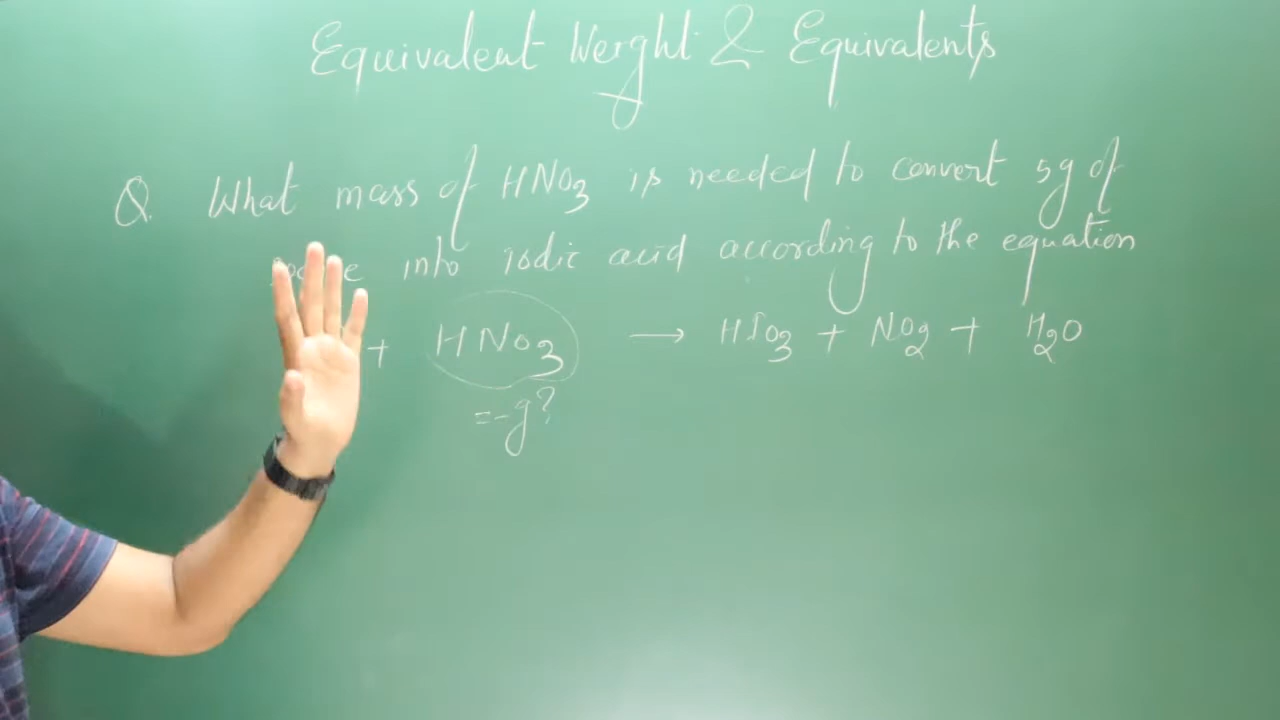 Equivalent Weight & Equivalents
Q. What mass of HNO3 is needed to convert 5g of
into iodic acid according to the equation
+ HNO3 → HIO3 + NO2 + H2O
= - g?